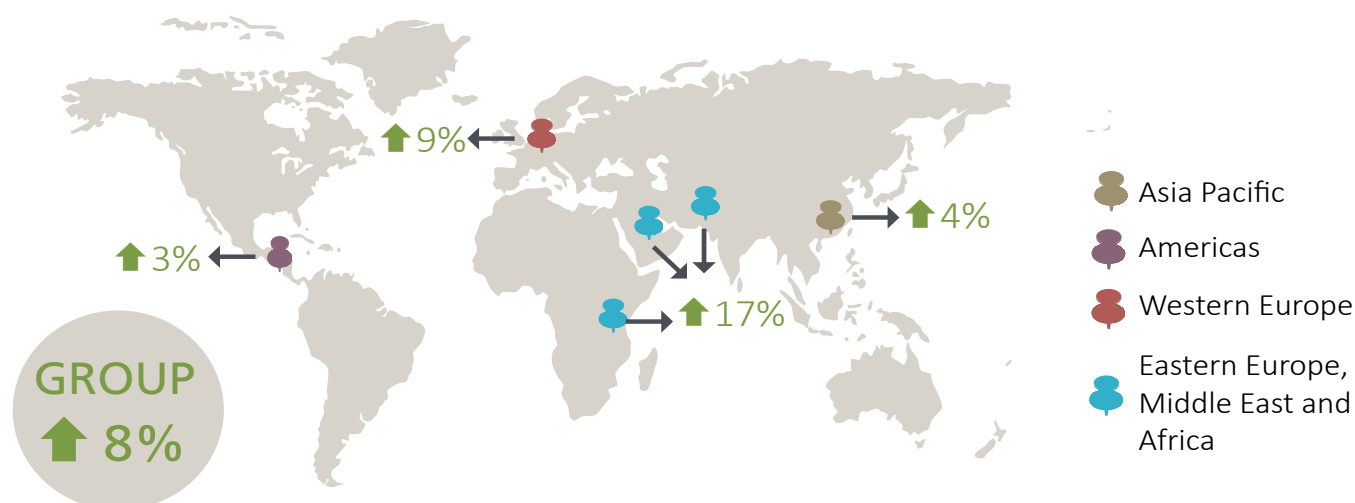 9%
4%
3%
17%
GROUP
8%
Asia Pacific
Americas
Western Europe
Eastern Europe,
Middle East and
Africa